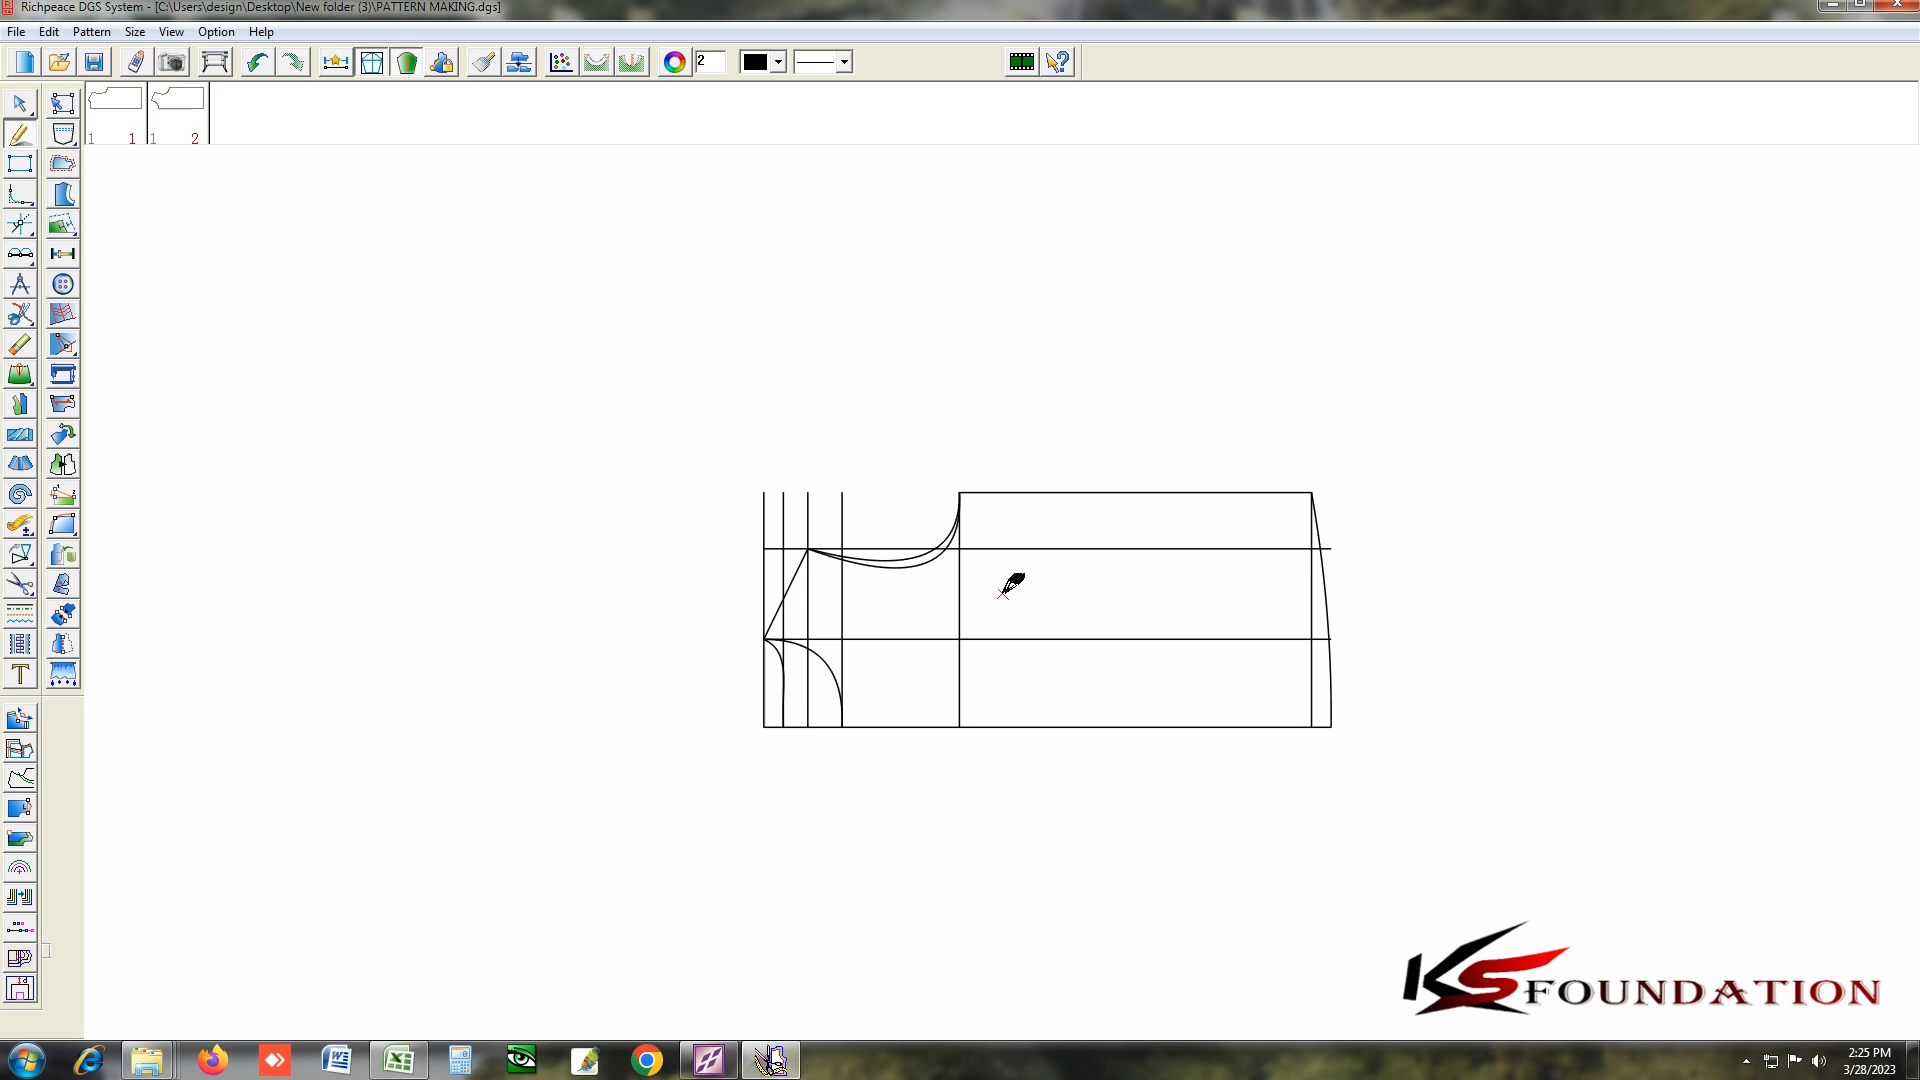 Richpeace DGS System - [C:\Users\design\Desktop\New folder (3)\PATTERN MAKING.dgs]
File Edit Pattern Size View Option Help
2
1 1 1 2
T
KS FOUNDATION
2:25 PM
3/28/2023